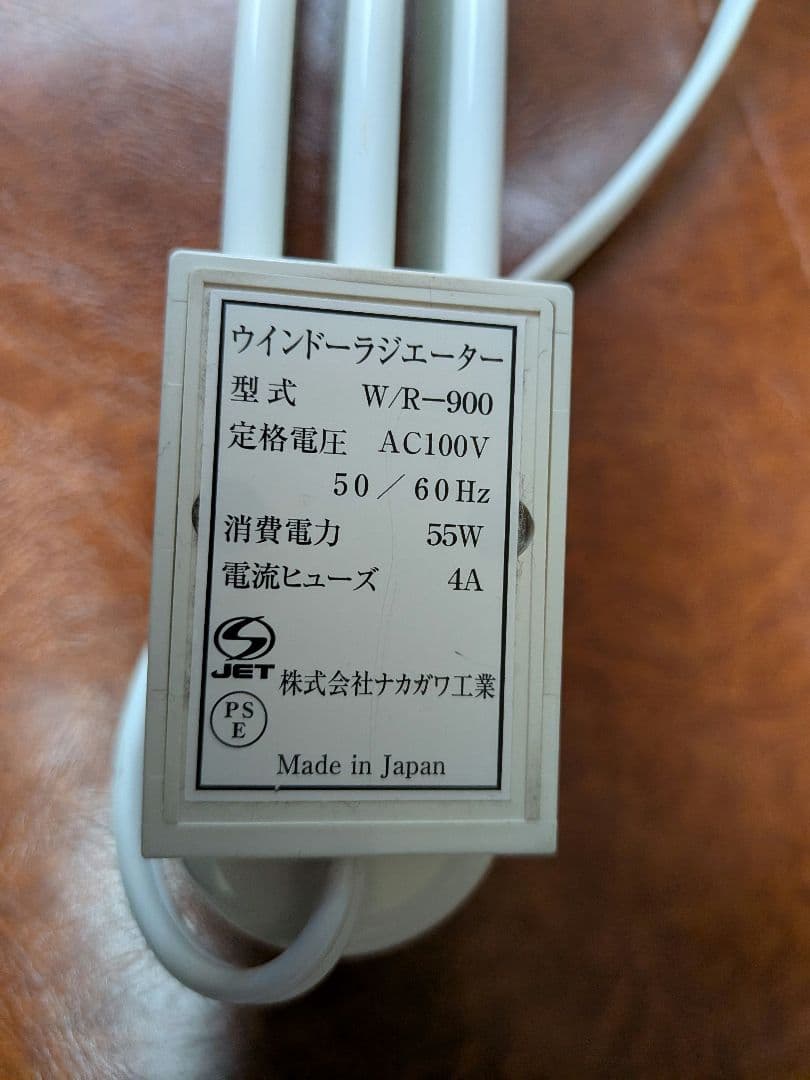 ウインドーラジエーター
型式 W/R-900
定格電圧 AC100V
50/60Hz
消費電力 55W
電流ヒューズ 4A
JET
株式会社ナカガワ工業
PS
E
Made in Japan